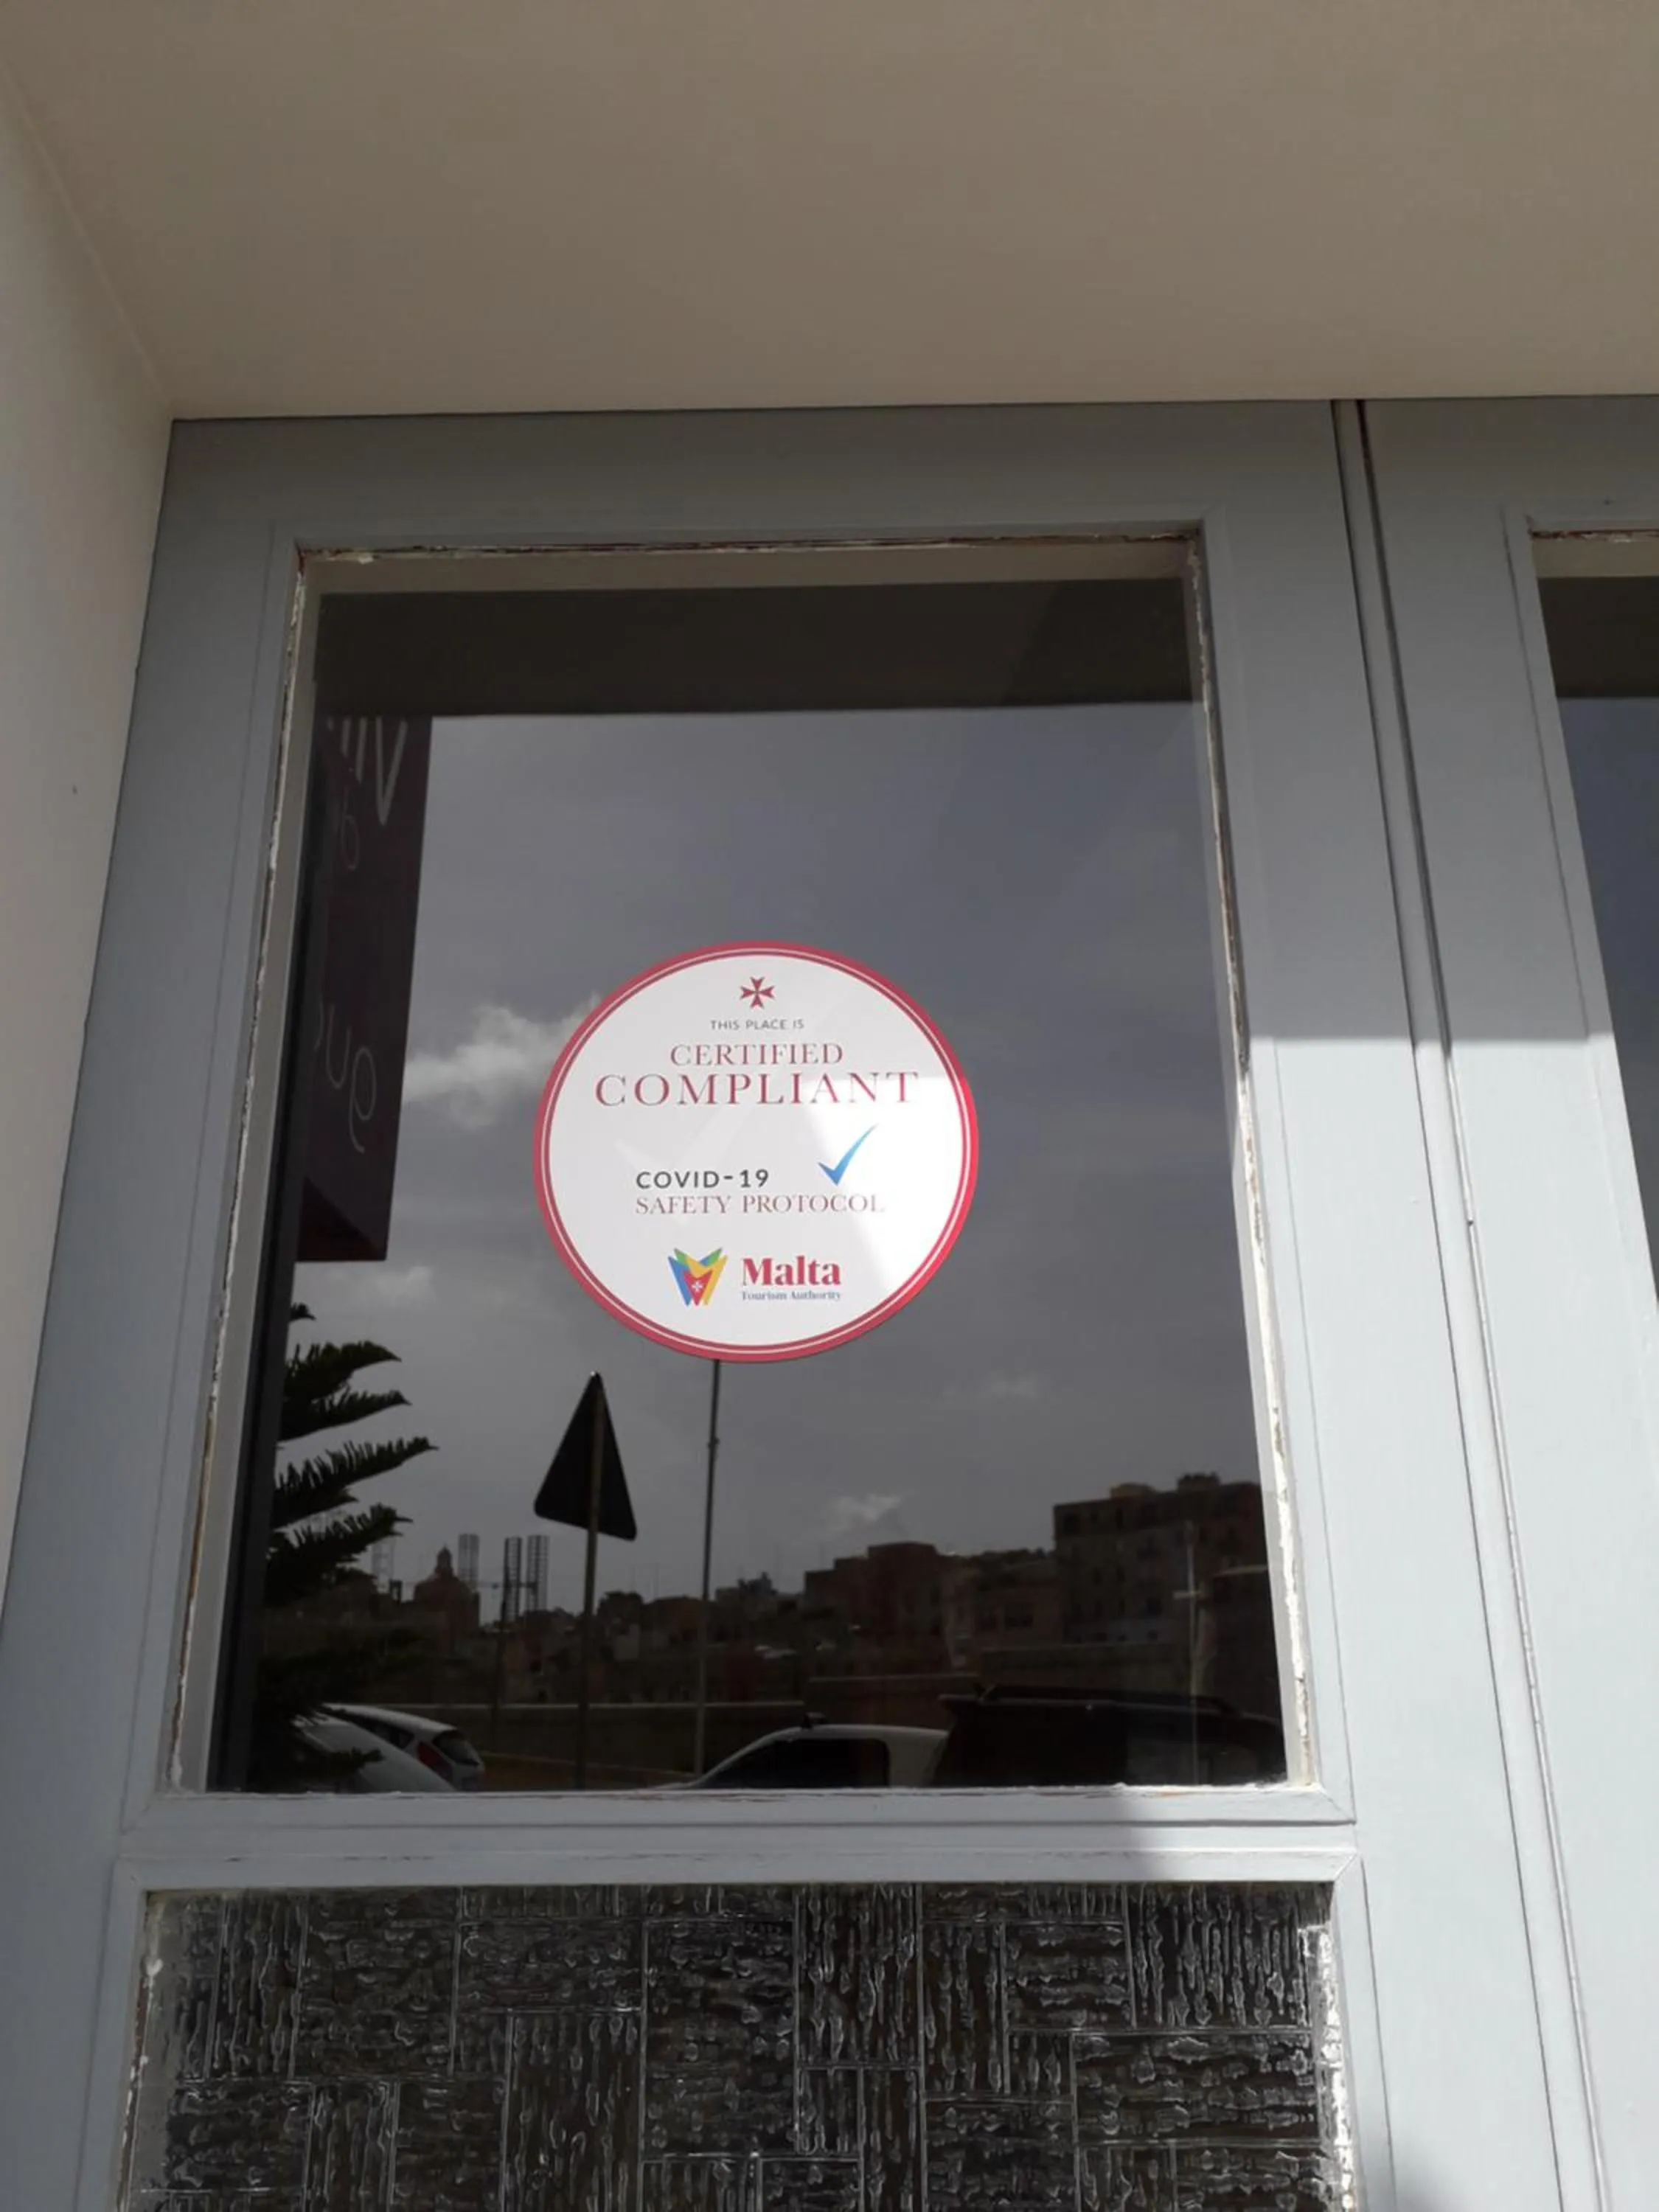 THIS PLACE IS
CERTIFIED
COMPLIANT
COVID-19
SAFETY PROTOCOL
Malta
Tourism Authority